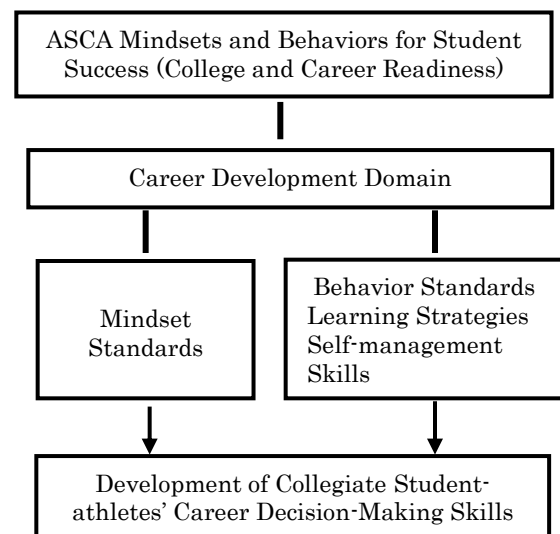 ASCA Mindsets and Behaviors for Student
Success (College and Career Readiness)
Career Development Domain
Mindset
Standards
Behavior Standards
Learning Strategies
Self-management
Skills
Development of Collegiate Student-
athletes’ Career Decision-Making Skills